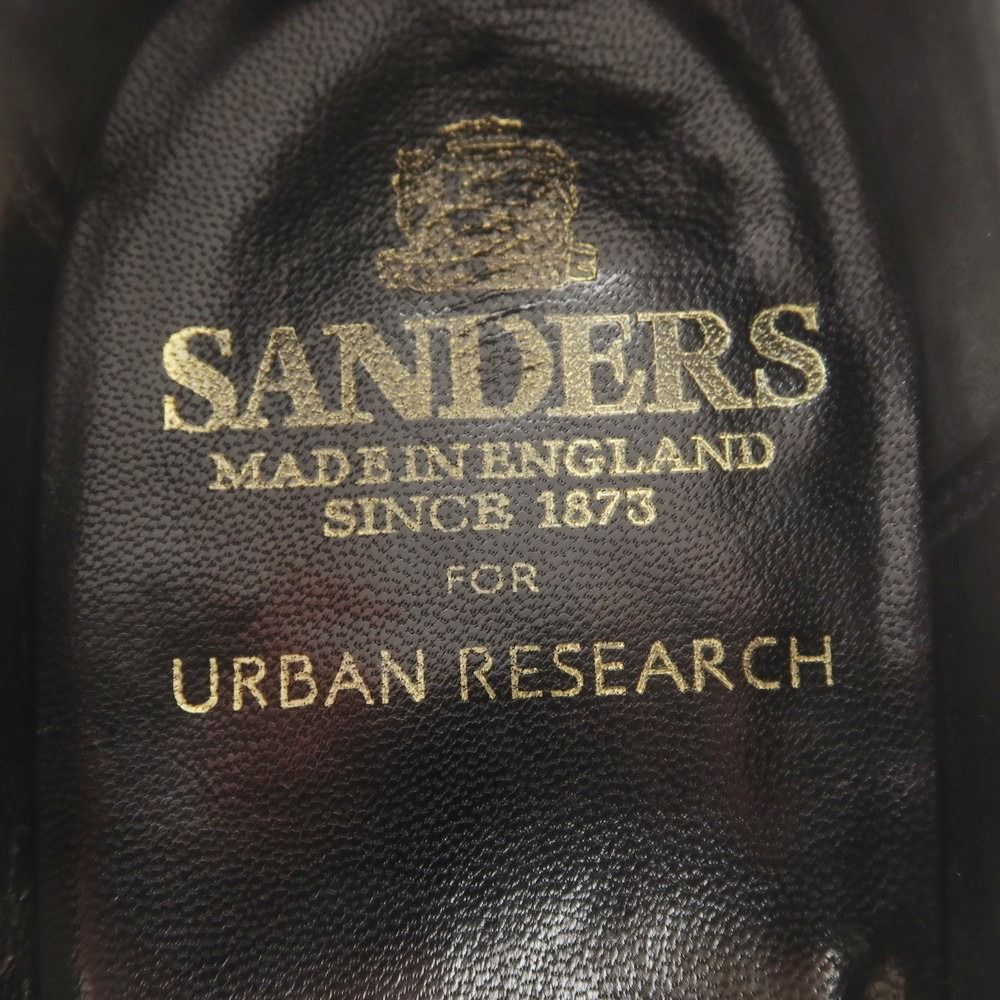 SANDERS
MADE IN ENGLAND
SINCE 1873
FOR
URBAN RESEARCH